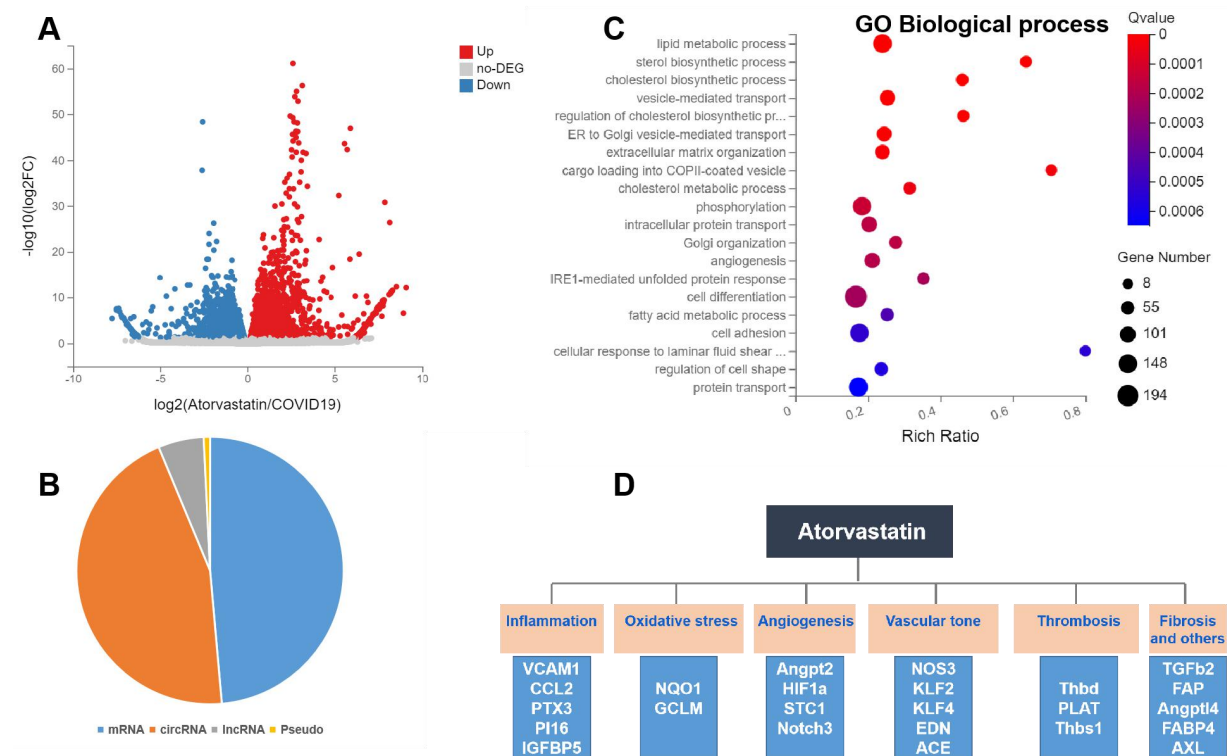 A
-log10(log2FC)
60
50
40
30
20
10
0
-10
-5
0
5
10
log2(Atorvastatin/COVID19)
Up
no-DEG
Down
B
mRNA
circRNA
lncRNA
Pseudo
C
GO Biological process
lipid metabolic process
sterol biosynthetic process
cholesterol biosynthetic process
vesicle-mediated transport
regulation of cholesterol biosynthetic pr...
ER to Golgi vesicle-mediated transport
extracellular matrix organization
cargo loading into COPII-coated vesicle
cholesterol metabolic process
phosphorylation
intracellular protein transport
Golgi organization
angiogenesis
IRE1-mediated unfolded protein response
cell differentiation
fatty acid metabolic process
cell adhesion
cellular response to laminar fluid shear ...
regulation of cell shape
protein transport
0
0.2
0.4
0.6
0.8
Rich Ratio
Qvalue
0
0.0001
0.0002
0.0003
0.0004
0.0005
0.0006
Gene Number
8
55
101
148
194
D
Atorvastatin
Inflammation
VCAM1
CCL2
PTX3
PI16
IGFBP5
Oxidative stress
NQO1
GCLM
Angiogenesis
Angpt2
HIF1a
STC1
Notch3
Vascular tone
NOS3
KLF2
KLF4
EDN
ACE
Thrombosis
Thbd
PLAT
Thbs1
Fibrosis
and others
TGFb2
FAP
Angptl4
FABP4
AXL